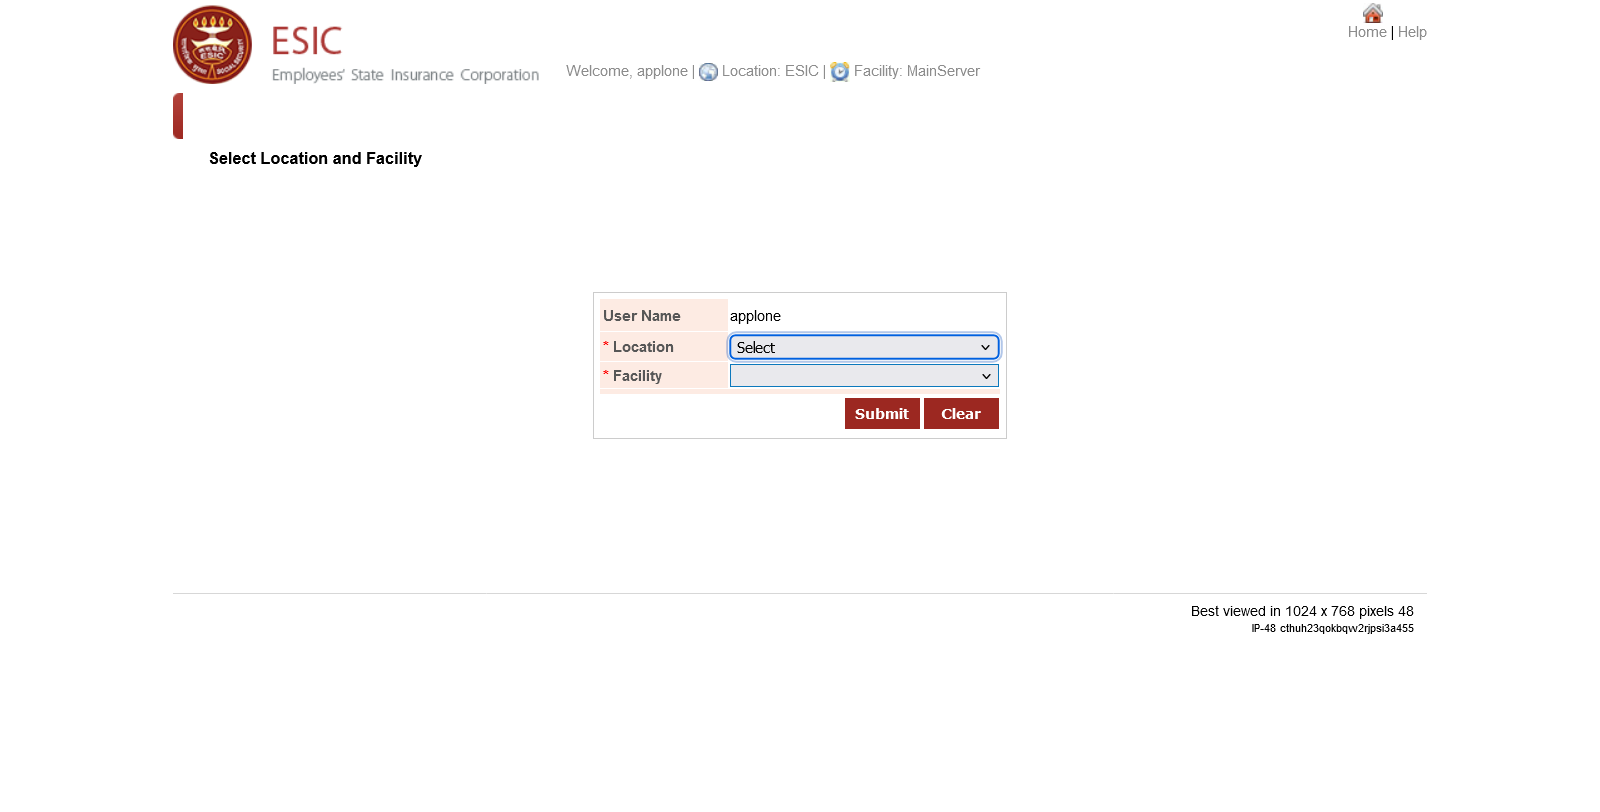 ESIC
Employees' State Insurance Corporation
Home | Help
Welcome, applone | Location: ESIC | Facility: MainServer
Select Location and Facility
User Name applone
* Location Select
* Facility
Submit Clear
Best viewed in 1024 x 768 pixels 48
IP-48 cthuh23qokbqvv2rjpsi3a455